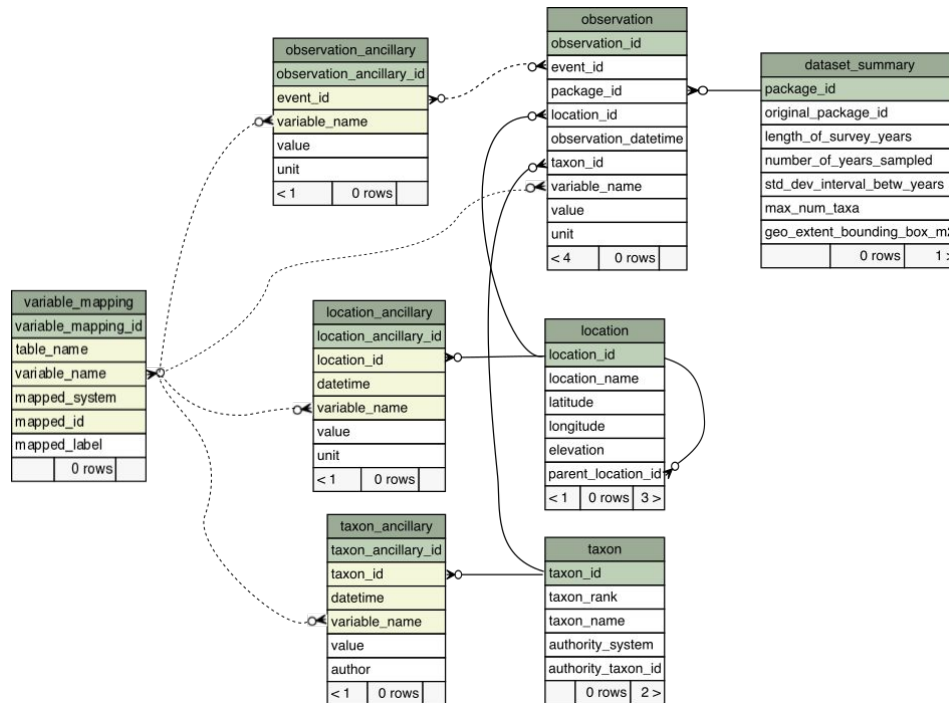 observation
observation_id
event_id
package_id
location_id
observation_datetime
taxon_id
variable_name
value
unit
< 4 0 rows
observation_ancillary
observation_ancillary_id
event_id
variable_name
value
unit
< 1 0 rows
dataset_summary
package_id
original_package_id
length_of_survey_years
number_of_years_sampled
std_dev_interval_betw_years
max_num_taxa
geo_extent_bounding_box_m2
0 rows 1 >
variable_mapping
variable_mapping_id
table_name
variable_name
mapped_system
mapped_id
mapped_label
0 rows
location_ancillary
location_ancillary_id
location_id
datetime
variable_name
value
unit
< 1 0 rows
location
location_id
location_name
latitude
longitude
elevation
parent_location_id
< 1 0 rows 3 >
taxon_ancillary
taxon_ancillary_id
taxon_id
datetime
variable_name
value
author
< 1 0 rows
taxon
taxon_id
taxon_rank
taxon_name
authority_system
authority_taxon_id
0 rows 2 >